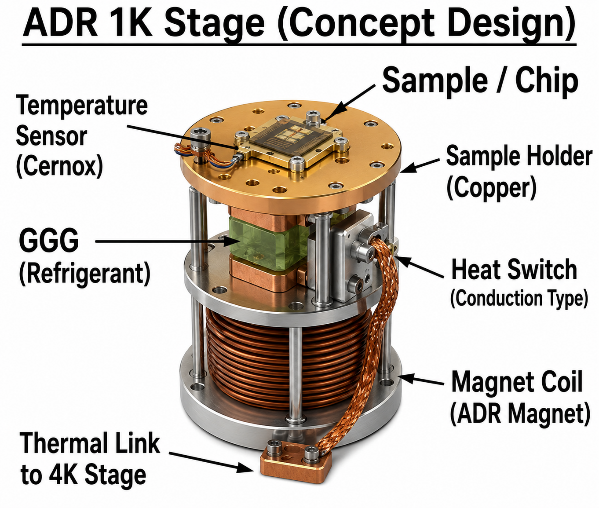 ADR 1K Stage (Concept Design)
Sample / Chip
Temperature
Sensor
(Cernox)
Sample Holder
(Copper)
GGG
(Refrigerant)
Heat Switch
(Conduction Type)
Magnet Coil
(ADR Magnet)
Thermal Link
to 4K Stage